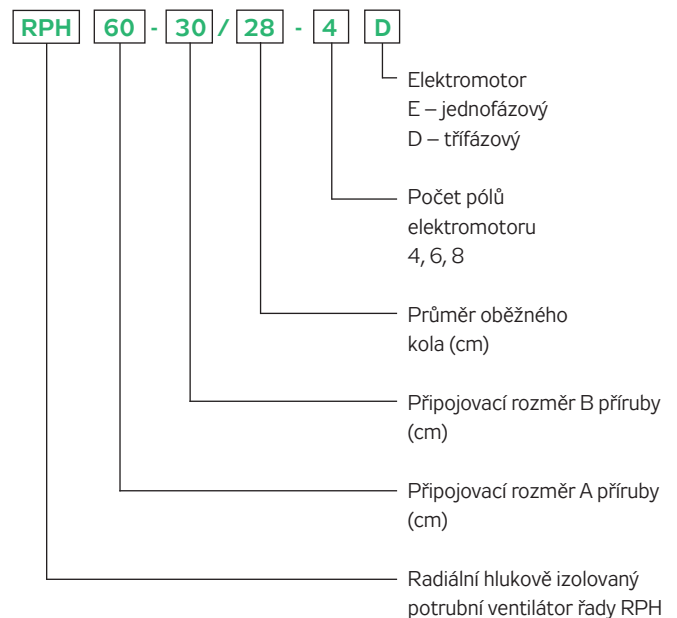 RPH 60 - 30 / 28 - 4 D
Elektromotor
E – jednofázový
D – třífázový
Počet pólů
elektromotoru
4, 6, 8
Průměr oběžného
kola (cm)
Připojovací rozměr B příruby
(cm)
Připojovací rozměr A příruby
(cm)
Radiální hlukově izolovaný
potrubní ventilátor řady RPH